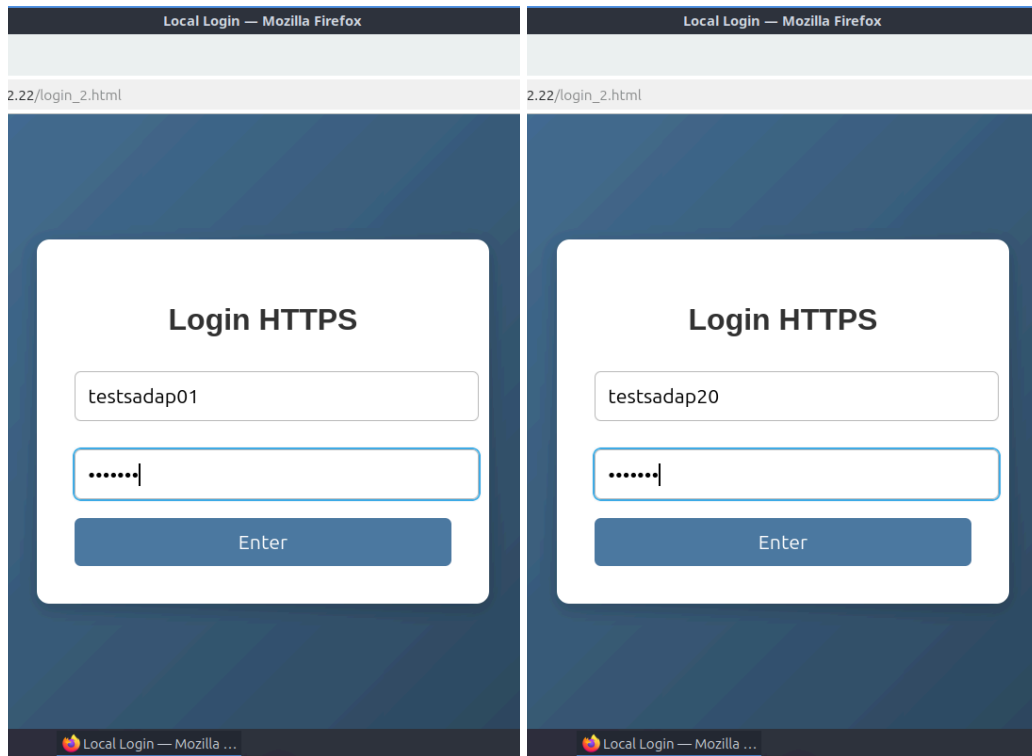 Local Login — Mozilla Firefox
2.22/login_2.html
Login HTTPS
testsadap01
•••••••
Enter
Local Login — Mozilla ...
Local Login — Mozilla Firefox
2.22/login_2.html
Login HTTPS
testsadap20
•••••••
Enter
Local Login — Mozilla ...